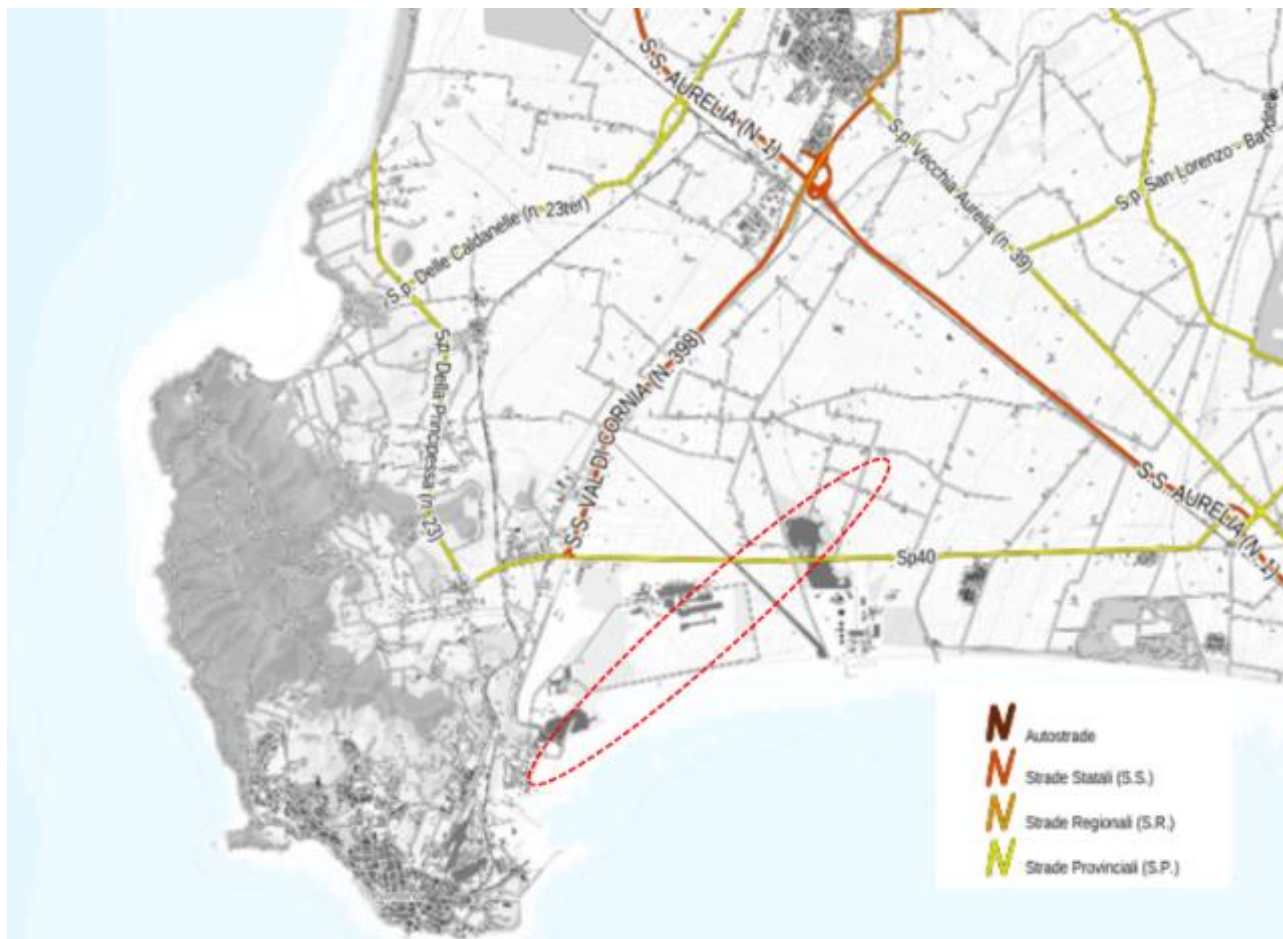 S.S. AURELIA (N. 1)
S.p. Vecchia Aurelia (n. 39)
S.p. San Lorenzo - Bandite
S.p. Delle Caldanelle (n. 23ter)
S.p. Della Principessa (n. 23)
S.S. VAL DI CORNIA (N. 398)
S.S. AURELIA (N. 1)
Sp40
N Autostrade
N Strade Statali (S.S.)
N Strade Regionali (S.R.)
N Strade Provinciali (S.P.)